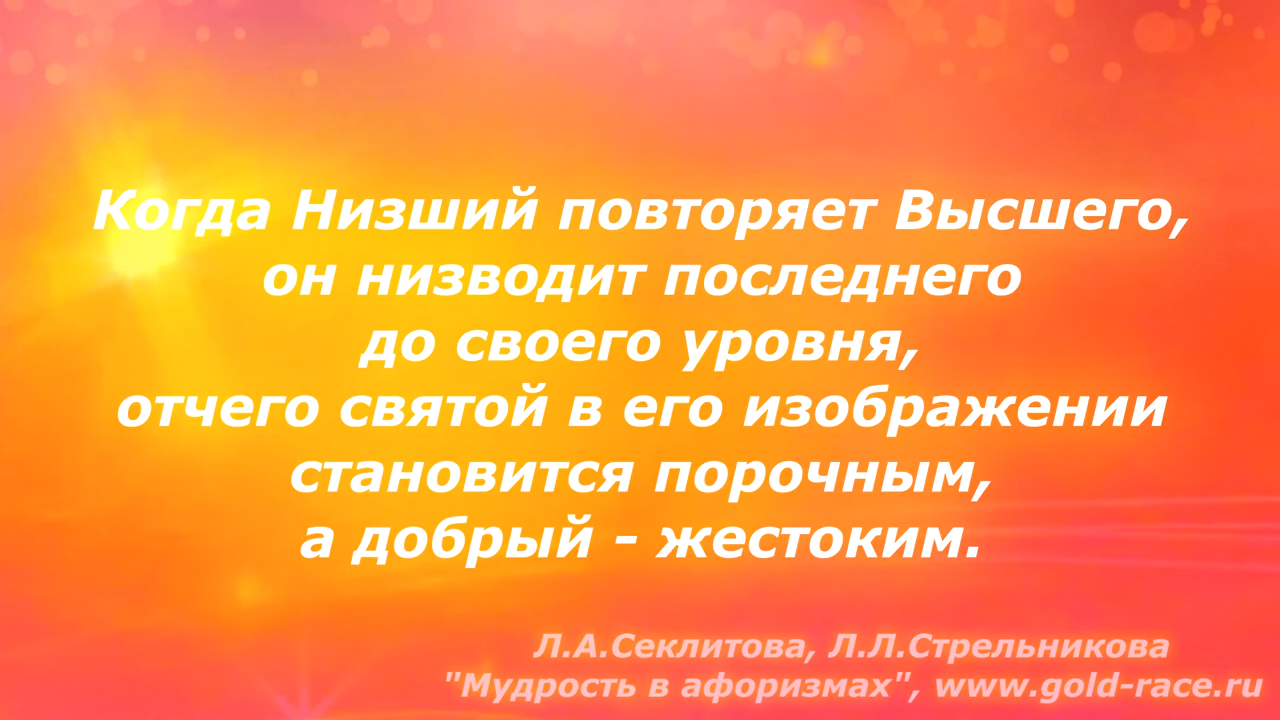 Когда Низший повторяет Высшего,
он низводит последнего
до своего уровня,
отчего святой в его изображении
становится порочным,
а добрый - жестоким.
Л.А.Секлитова, Л.Л.Стрельникова
"Мудрость в афоризмах", www.gold-race.ru